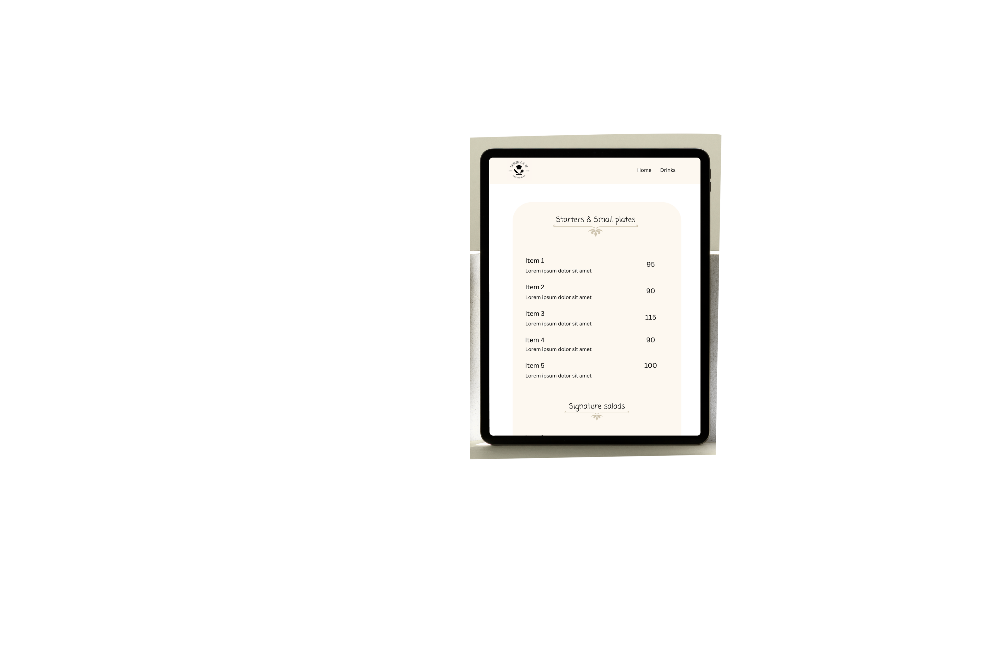 Home Drinks
RESTO-BAR
Starters & Small plates
Item 1
95
Lorem ipsum dolor sit amet
Item 2
90
Lorem ipsum dolor sit amet
Item 3
115
Lorem ipsum dolor sit amet
Item 4
90
Lorem ipsum dolor sit amet
Item 5
100
Lorem ipsum dolor sit amet
Signature salads